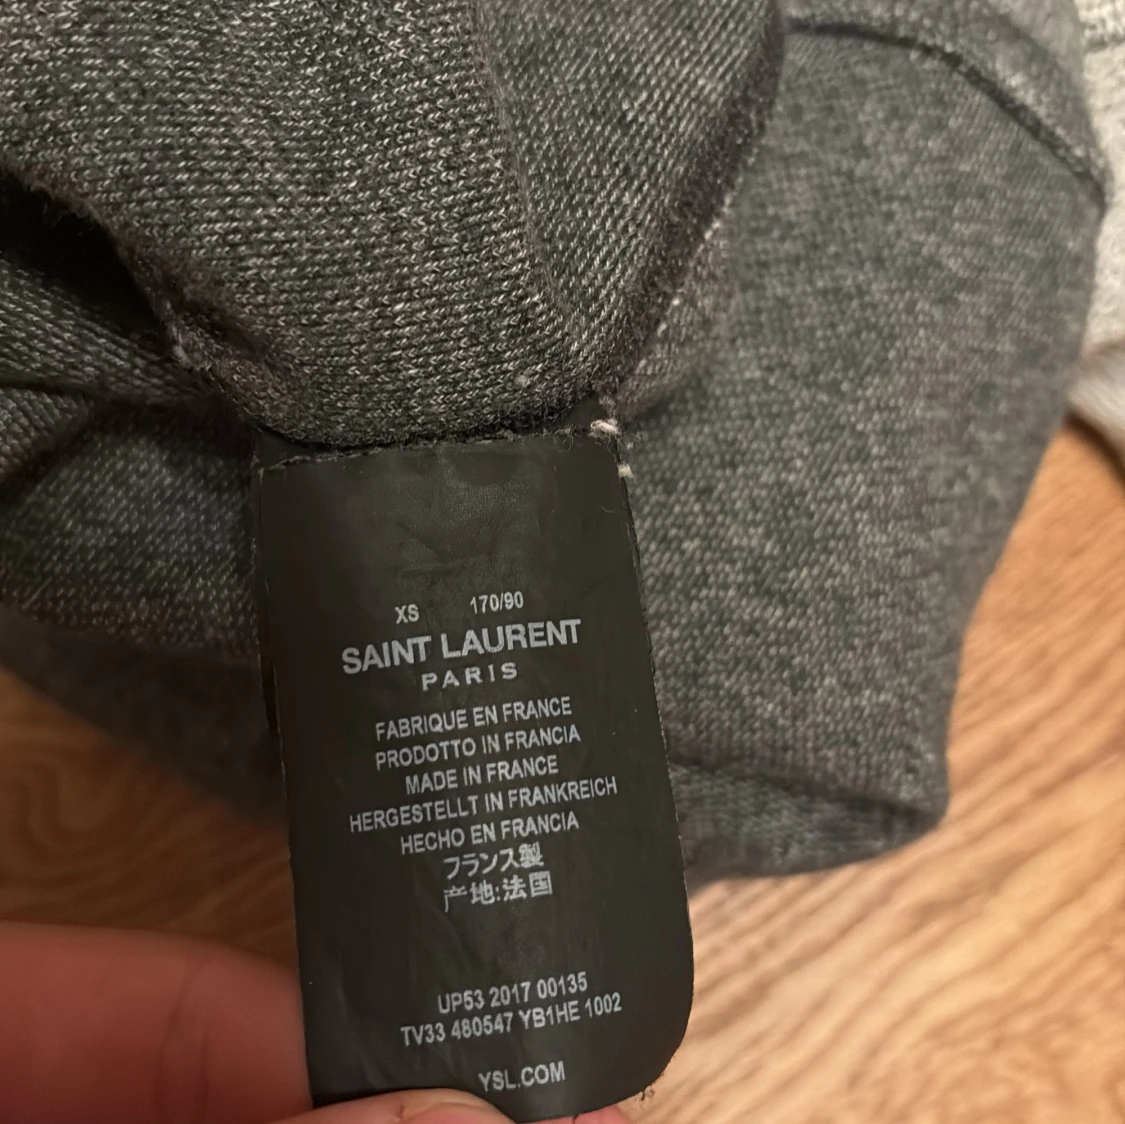 XS 170/90
SAINT LAURENT
PARIS
FABRIQUE EN FRANCE
PRODOTTO IN FRANCIA
MADE IN FRANCE
HERGESTELLT IN FRANKREICH
HECHO EN FRANCIA
フランス製
产地:法国
UP53 2017 00135
TV33 480547 YB1HE 1002
YSL.COM